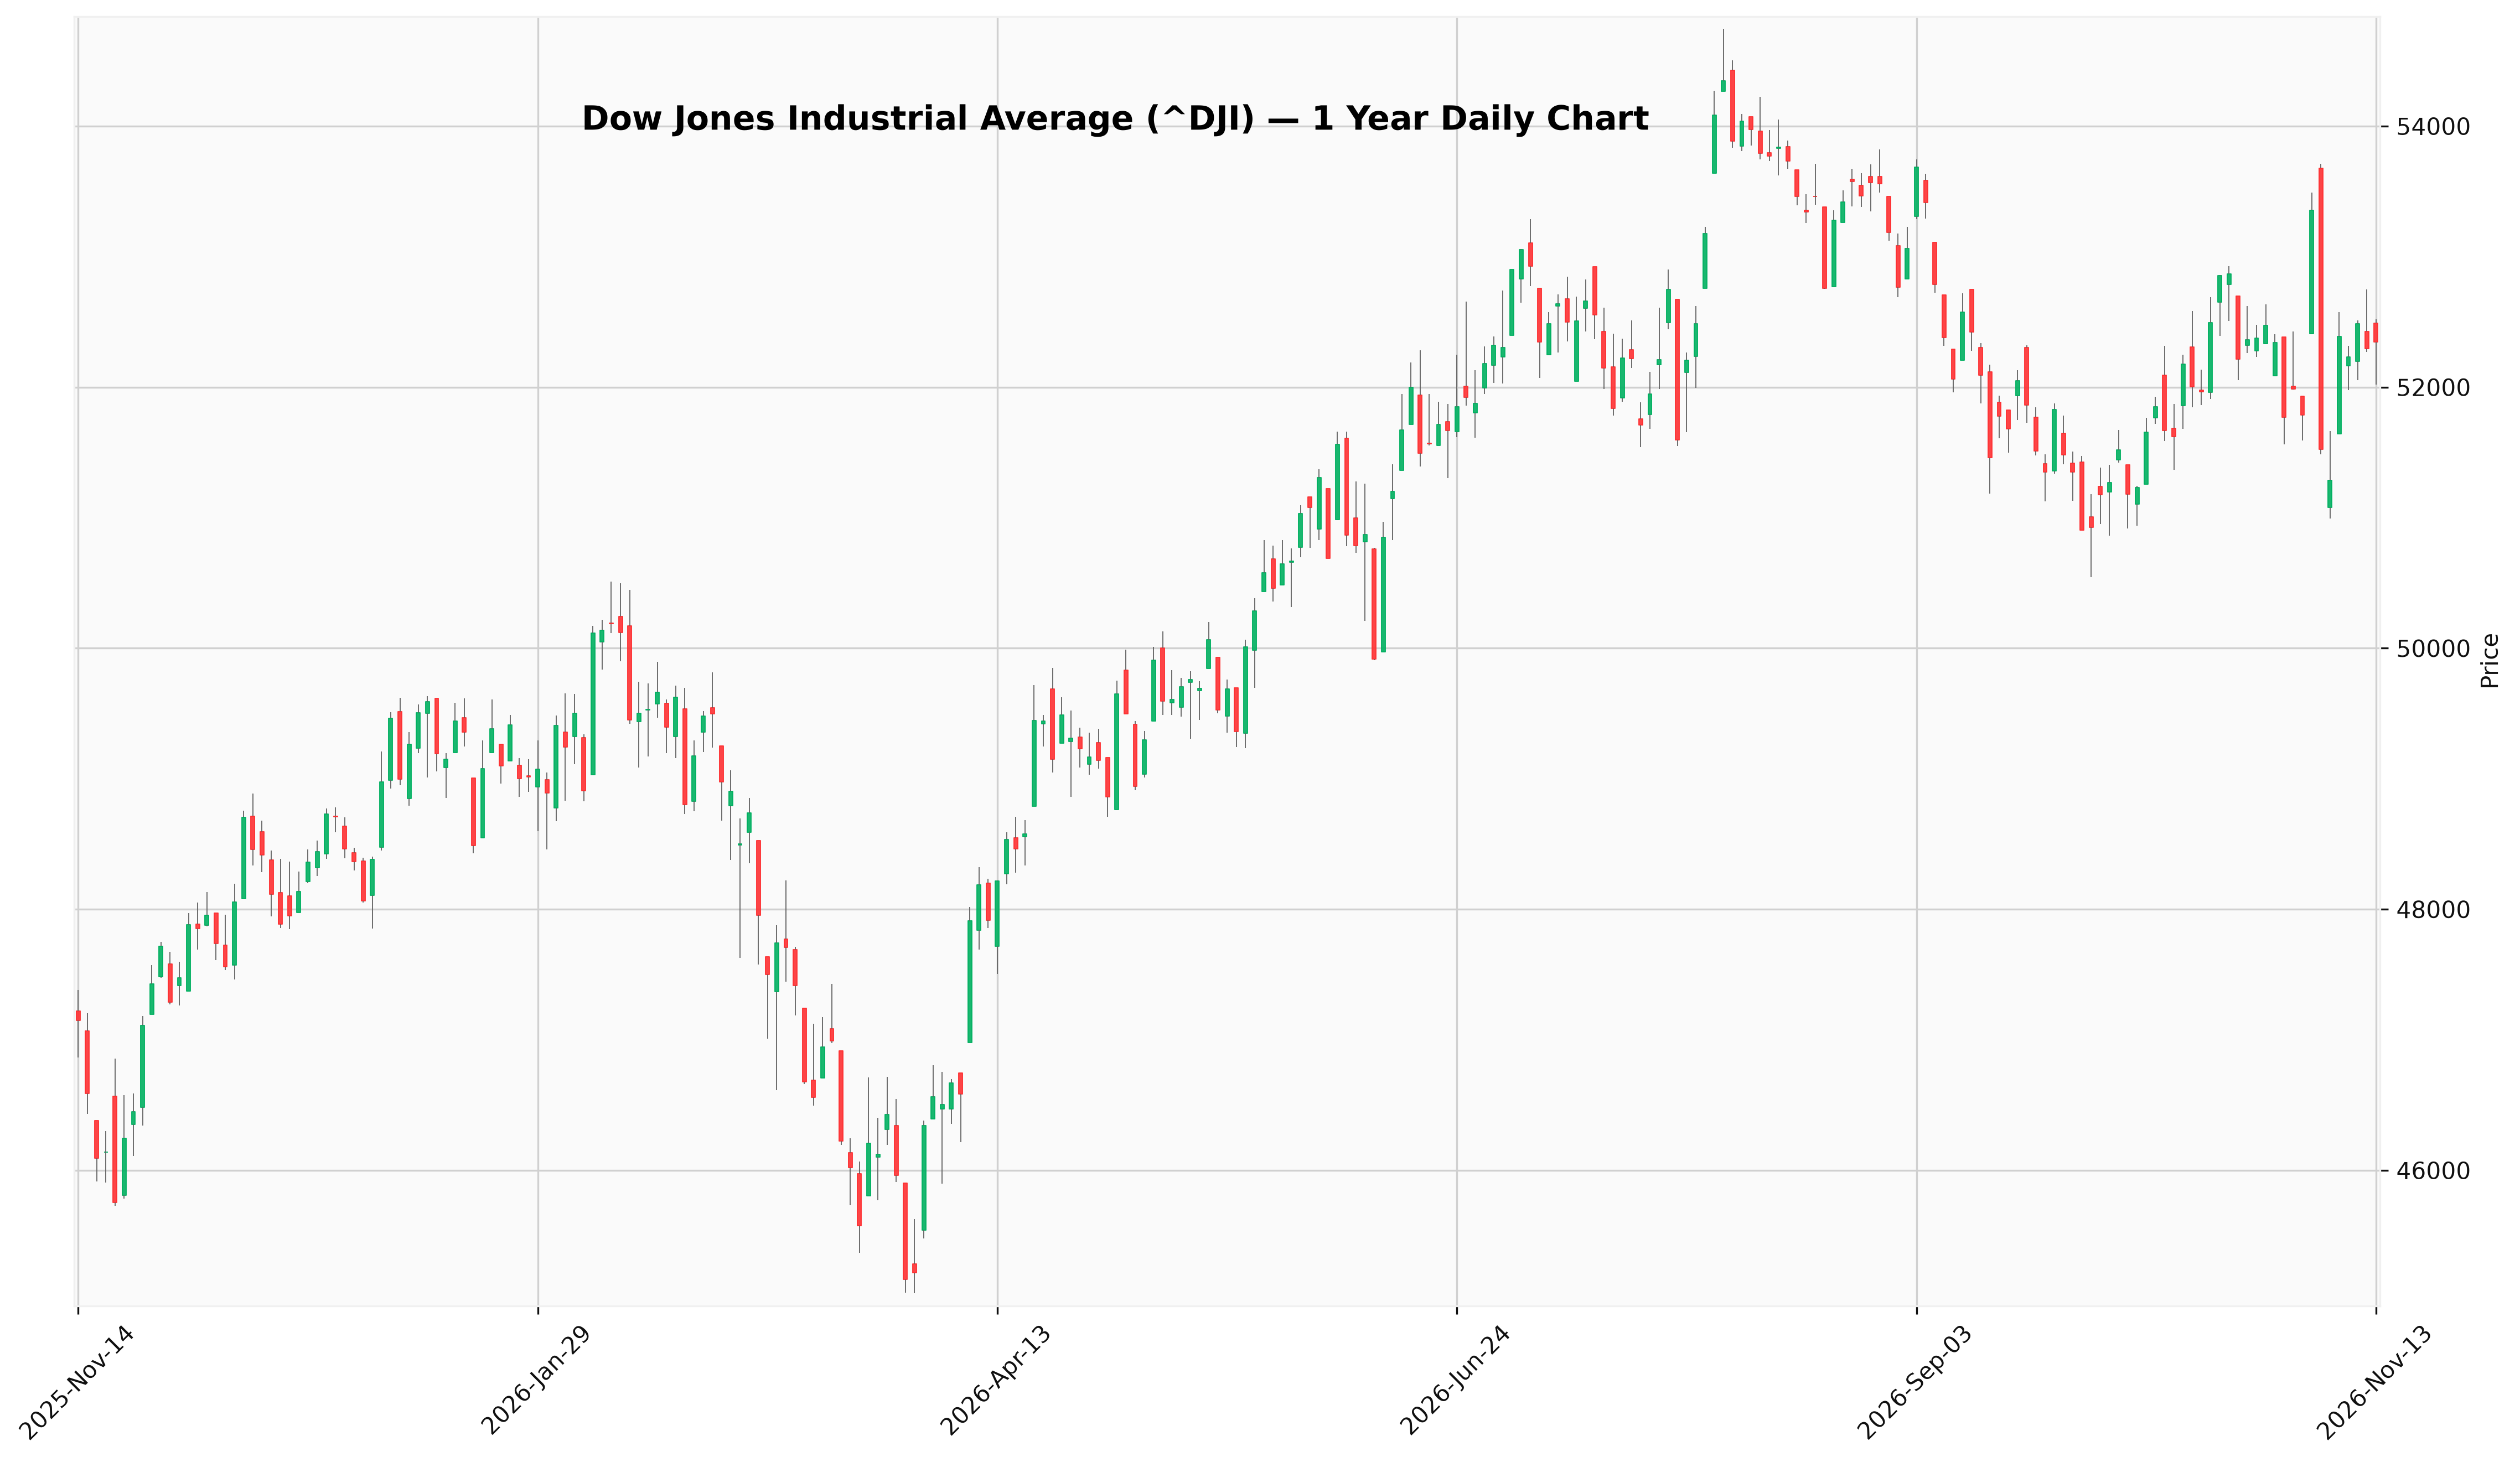 Dow Jones Industrial Average (^DJI) — 1 Year Daily Chart
54000
52000
50000
48000
46000
Price
2025-Nov-14
2026-Jan-29
2026-Apr-13
2026-Jun-24
2026-Sep-03
2026-Nov-13